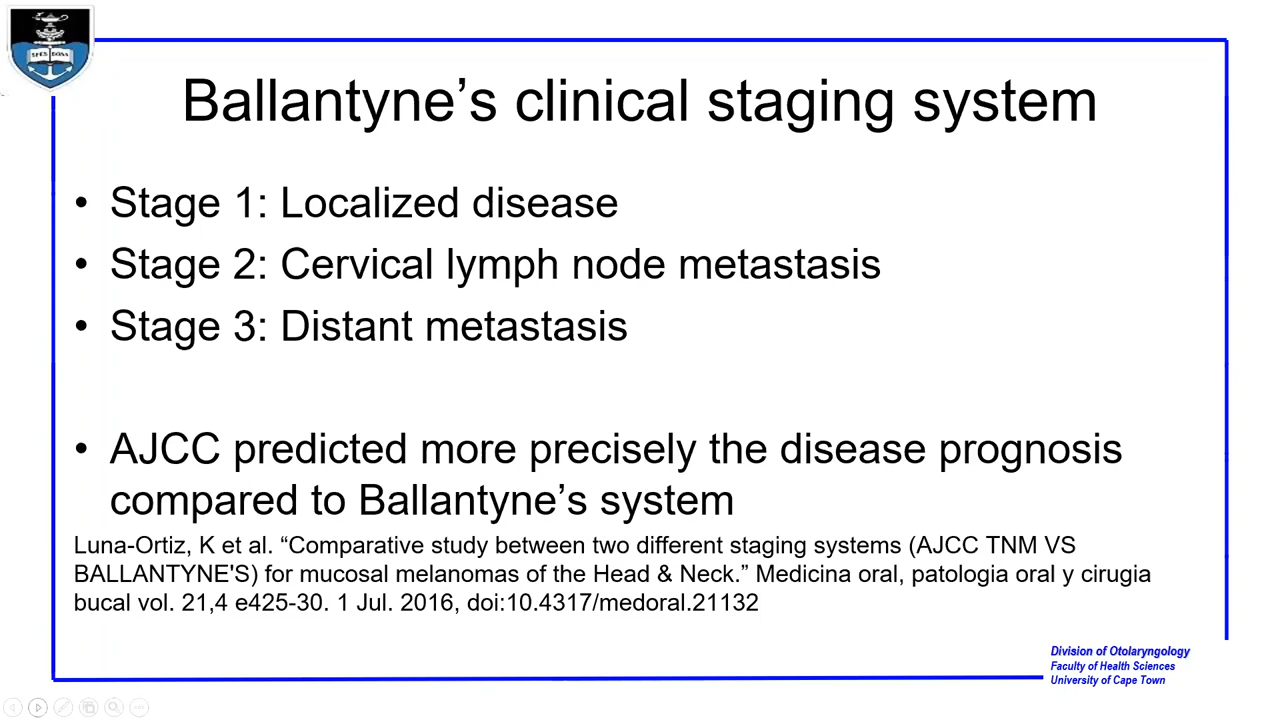 SPES BONA
Ballantyne’s clinical staging system
• Stage 1: Localized disease
• Stage 2: Cervical lymph node metastasis
• Stage 3: Distant metastasis
• AJCC predicted more precisely the disease prognosis
compared to Ballantyne’s system
Luna-Ortiz, K et al. “Comparative study between two different staging systems (AJCC TNM VS
BALLANTYNE'S) for mucosal melanomas of the Head & Neck.” Medicina oral, patologia oral y cirugia
bucal vol. 21,4 e425-30. 1 Jul. 2016, doi:10.4317/medoral.21132
Division of Otolaryngology
Faculty of Health Sciences
University of Cape Town